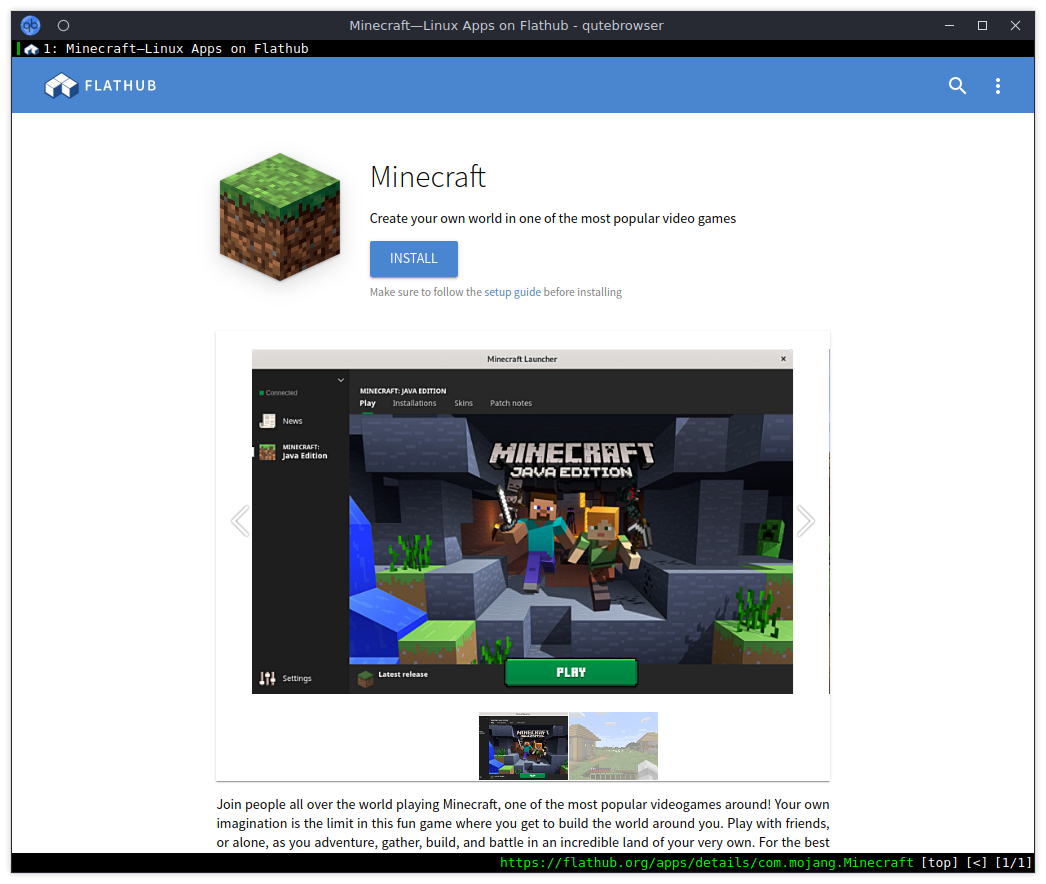 Minecraft—Linux Apps on Flathub - qutebrowser
1: Minecraft—Linux Apps on Flathub
FLATHUB
Minecraft
Create your own world in one of the most popular video games
INSTALL
Make sure to follow the setup guide before installing
Minecraft Launcher
Connected
News
MINECRAFT:
Java Edition
Settings
MINECRAFT: JAVA EDITION
Play Installations Skins Patch notes
MINECRAFT
JAVA EDITION
Latest release
PLAY
Join people all over the world playing Minecraft, one of the most popular videogames around! Your own
imagination is the limit in this fun game where you get to build the world around you. Play with friends,
or alone, as you adventure, gather, build, and battle in an incredible land of your very own. For the best
https://flathub.org/apps/details/com.mojang.Minecraft [top] [<] [1/1]